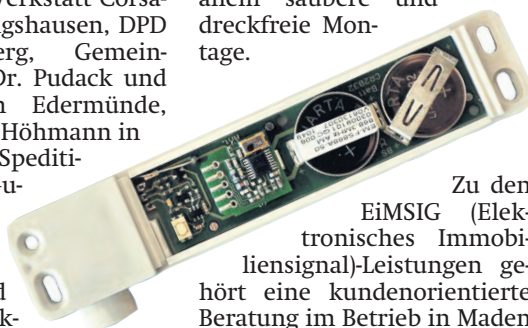 erkstatt Corsa-
gshausen, DPD
erg, Gemein-
Dr. Pudack und
n Edermünde,
Höhmann in
Spediti-
u-
d
k-
allem saubere und
dreckfreie Mon-
tage.
CR2032
Zu den
EiMSIG (Elek-
tronisches Immobi-
liensignal)-Leistungen ge-
hört eine kundenorientierte
Beratung im Betrieb in Maden